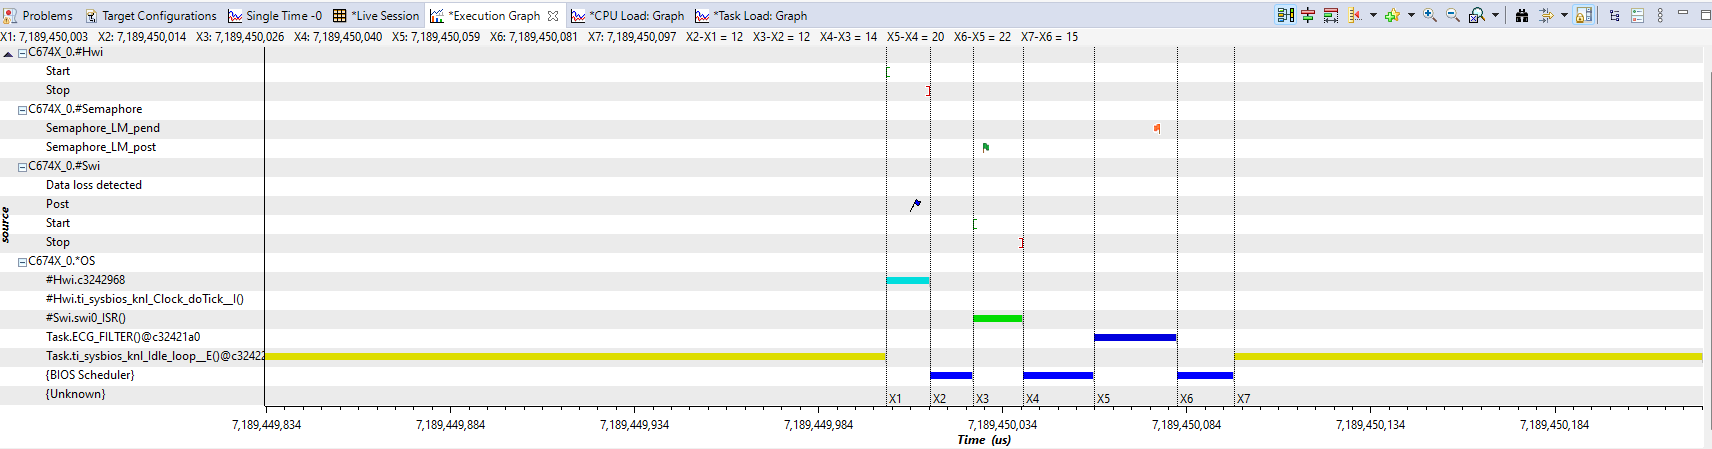 Problems Target Configurations Single Time -0 *Live Session *Execution Graph *CPU Load: Graph *Task Load: Graph
X1: 7,189,450,003 X2: 7,189,450,014 X3: 7,189,450,026 X4: 7,189,450,040 X5: 7,189,450,059 X6: 7,189,450,081 X7: 7,189,450,097 X2-X1 = 12 X3-X2 = 12 X4-X3 = 14 X5-X4 = 20 X6-X5 = 22 X7-X6 = 15
C674X_0.#Hwi
Start
Stop
C674X_0.#Semaphore
Semaphore_LM_pend
Semaphore_LM_post
C674X_0.#Swi
Data loss detected
Post
Start
Stop
source
C674X_0.*OS
#Hwi.c3242968
#Hwi.ti_sysbios_knl_Clock_doTick__I()
#Swi.swi0_ISR()
Task.ECG_FILTER()@c32421a0
Task.ti_sysbios_knl_Idle_loop__E()@c32422
{BIOS Scheduler}
{Unknown}
X1 X2 X3 X4 X5 X6 X7
7,189,449,834 7,189,449,884 7,189,449,934 7,189,449,984 7,189,450,034 7,189,450,084 7,189,450,134 7,189,450,184
Time (us)